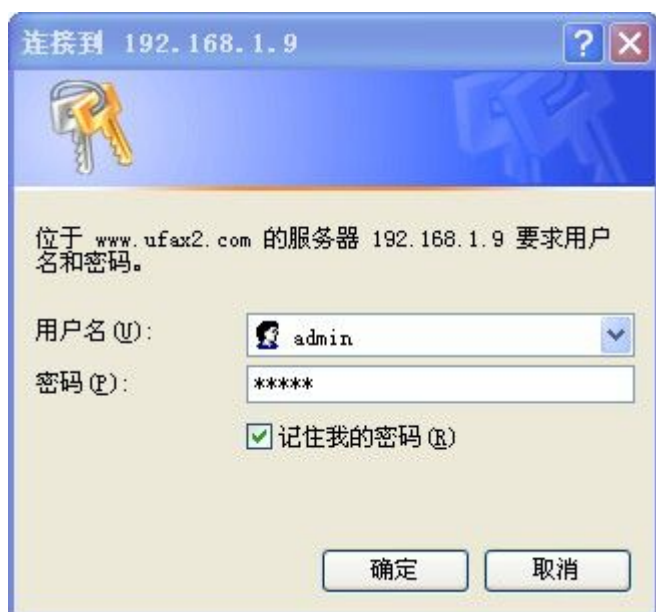 连接到 192.168.1.9
位于 www.ufax2.com 的服务器 192.168.1.9 要求用户
名和密码。
用户名(U):
admin
密码(P):
*****
记住我的密码(R)
确定
取消